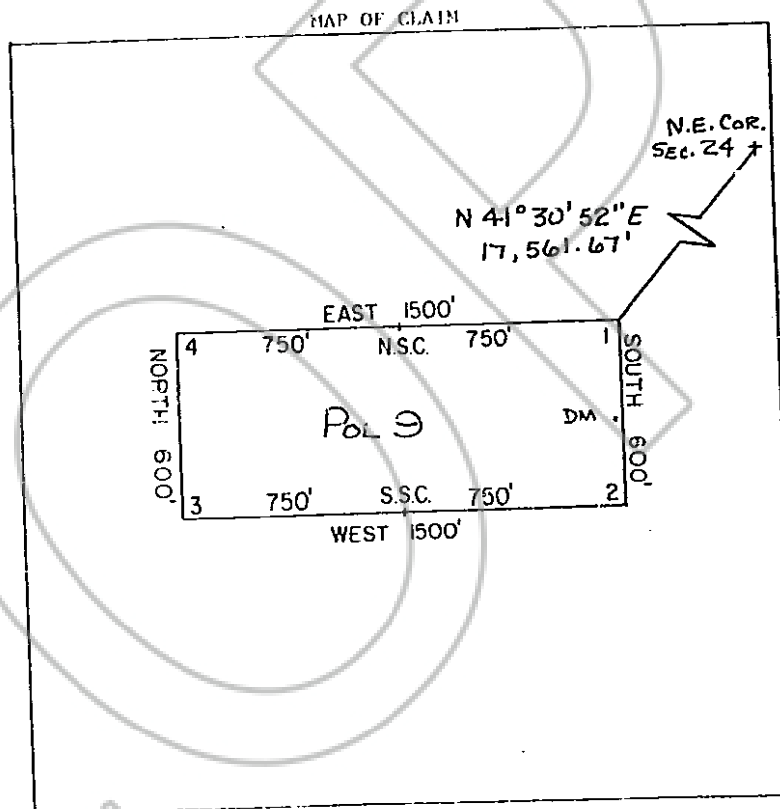 MAP OF CLAIM
N.E. COR.
SEC. 24 +
N 41° 30' 52" E
17,561.67'
EAST 1500'
4 750' N.S.C. 750' 1
NORTH 600'
POL 9
DM .
SOUTH 600'
3 750' S.S.C. 750' 2
WEST 1500'